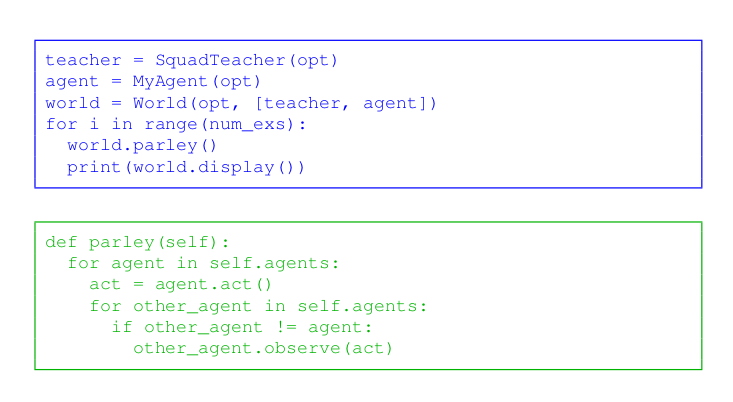 teacher = SquadTeacher(opt)
agent = MyAgent(opt)
world = World(opt, [teacher, agent])
for i in range(num_exs):
  world.parley()
  print(world.display())
def parley(self):
  for agent in self.agents:
    act = agent.act()
    for other_agent in self.agents:
      if other_agent != agent:
        other_agent.observe(act)